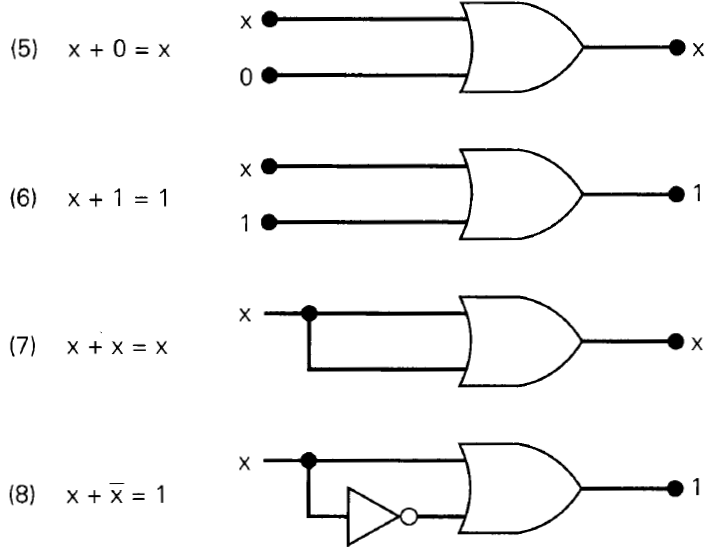 x
(5) x + 0 = x x
0
x
(6) x + 1 = 1 1
1
x
(7) x + x = x x
x
(8) x + x̅ = 1 1